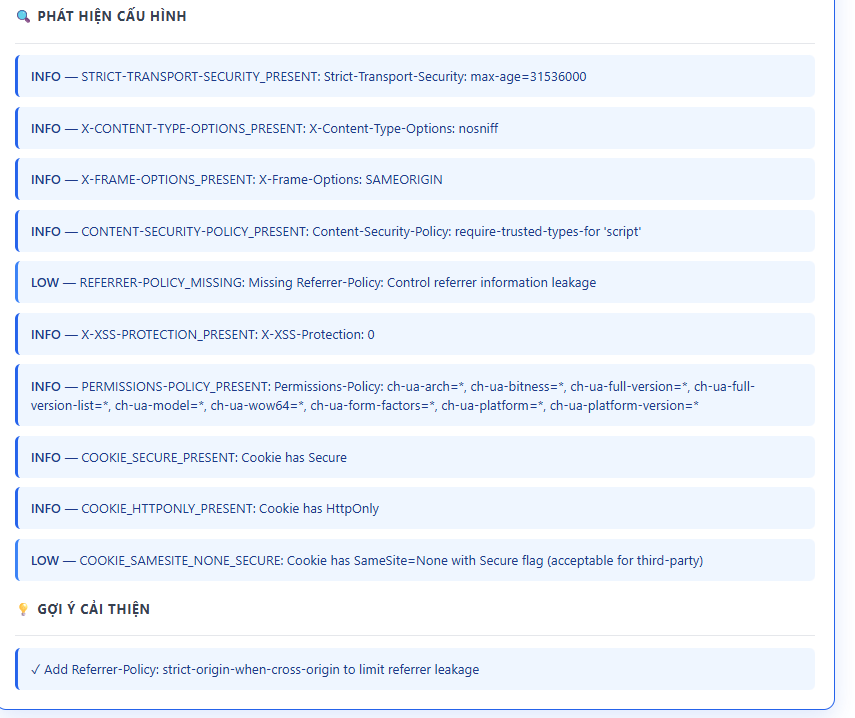 PHÁT HIỆN CẤU HÌNH
INFO — STRICT-TRANSPORT-SECURITY_PRESENT: Strict-Transport-Security: max-age=31536000
INFO — X-CONTENT-TYPE-OPTIONS_PRESENT: X-Content-Type-Options: nosniff
INFO — X-FRAME-OPTIONS_PRESENT: X-Frame-Options: SAMEORIGIN
INFO — CONTENT-SECURITY-POLICY_PRESENT: Content-Security-Policy: require-trusted-types-for 'script'
LOW — REFERRER-POLICY_MISSING: Missing Referrer-Policy: Control referrer information leakage
INFO — X-XSS-PROTECTION_PRESENT: X-XSS-Protection: 0
INFO — PERMISSIONS-POLICY_PRESENT: Permissions-Policy: ch-ua-arch=*, ch-ua-bitness=*, ch-ua-full-version=*, ch-ua-full-
version-list=*, ch-ua-model=*, ch-ua-wow64=*, ch-ua-form-factors=*, ch-ua-platform=*, ch-ua-platform-version=*
INFO — COOKIE_SECURE_PRESENT: Cookie has Secure
INFO — COOKIE_HTTPONLY_PRESENT: Cookie has HttpOnly
LOW — COOKIE_SAMESITE_NONE_SECURE: Cookie has SameSite=None with Secure flag (acceptable for third-party)
GỢI Ý CẢI THIỆN
✓ Add Referrer-Policy: strict-origin-when-cross-origin to limit referrer leakage